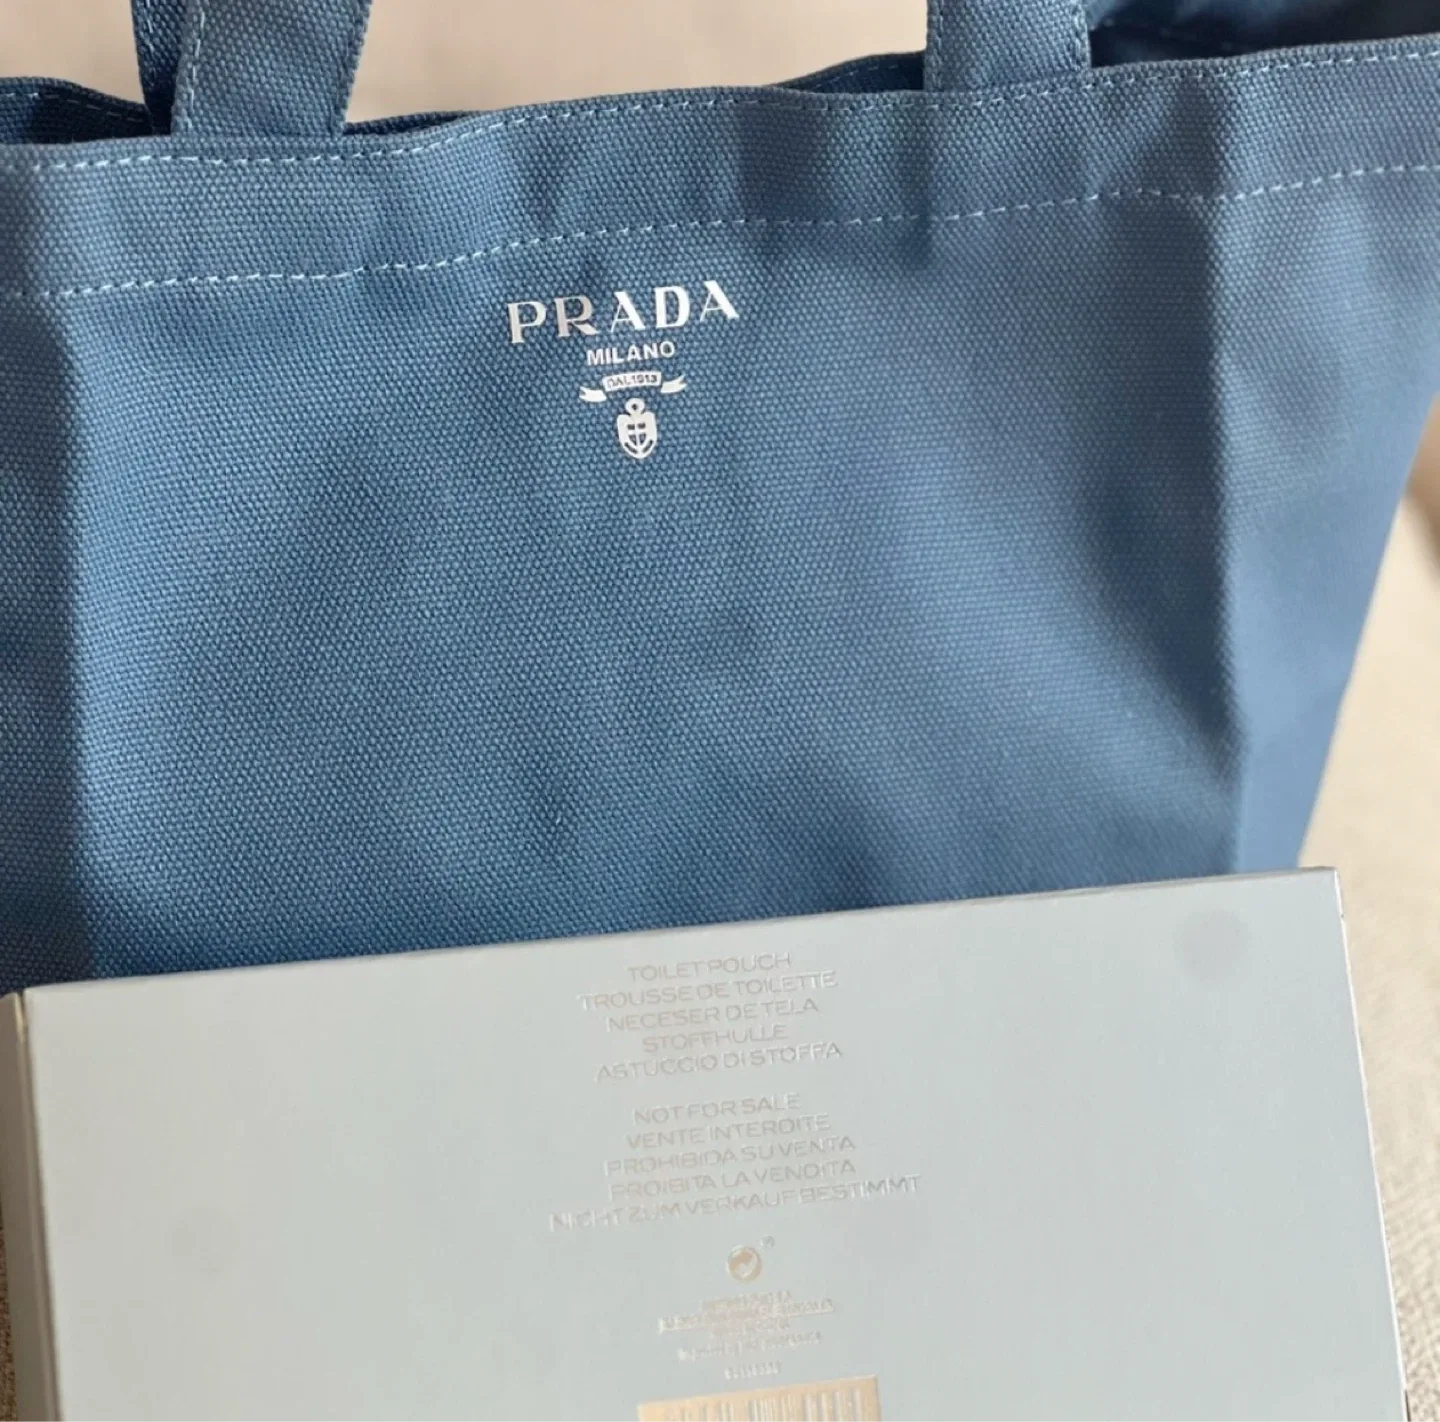 PRADA
MILANO
DAL 1913
TOILET POUCH
TROUSSE DE TOILETTE
NECESER DE TELA
STOFFHULLE
ASTUCCIO DI STOFFA
NOT FOR SALE
VENTE INTERDITE
PROHIBIDA SU VENTA
PROIBITA LA VENDITA
NICHT ZUM VERKAUF BESTIMMT